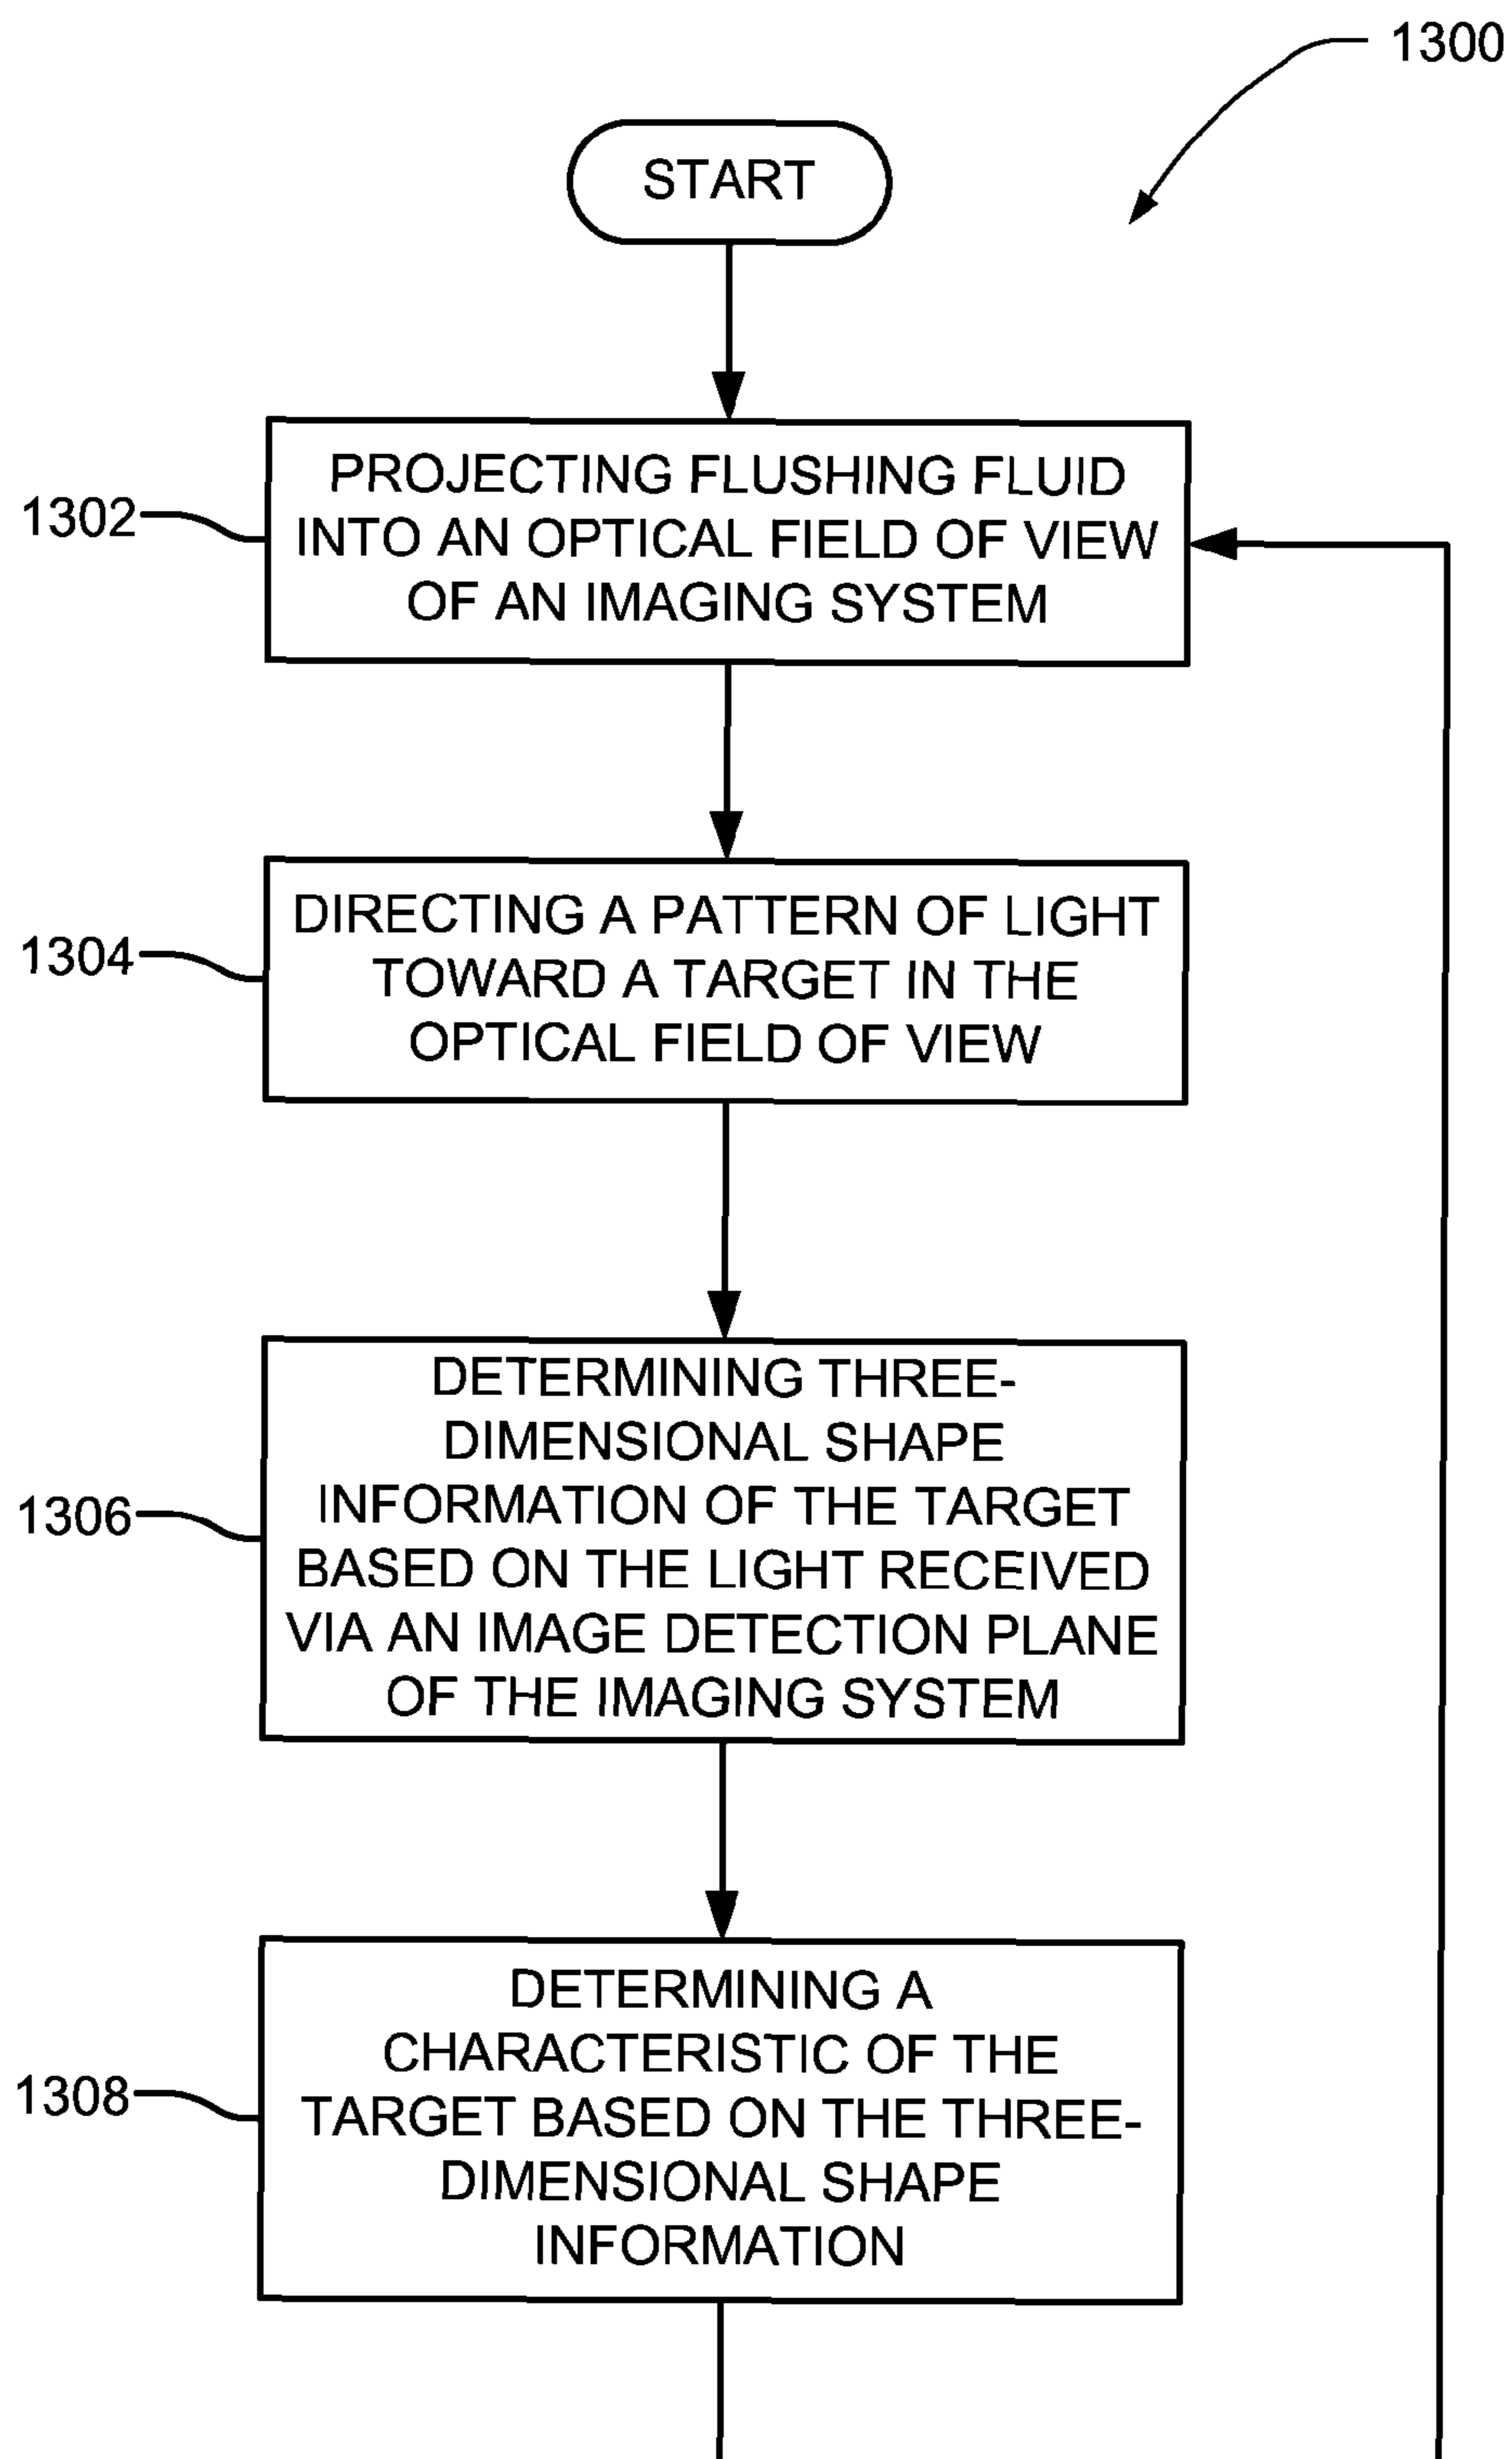 1300
START
1302
PROJECTING FLUSHING FLUID
INTO AN OPTICAL FIELD OF VIEW
OF AN IMAGING SYSTEM
1304
DIRECTING A PATTERN OF LIGHT
TOWARD A TARGET IN THE
OPTICAL FIELD OF VIEW
1306
DETERMINING THREE-
DIMENSIONAL SHAPE
INFORMATION OF THE TARGET
BASED ON THE LIGHT RECEIVED
VIA AN IMAGE DETECTION PLANE
OF THE IMAGING SYSTEM
1308
DETERMINING A
CHARACTERISTIC OF THE
TARGET BASED ON THE THREE-
DIMENSIONAL SHAPE
INFORMATION